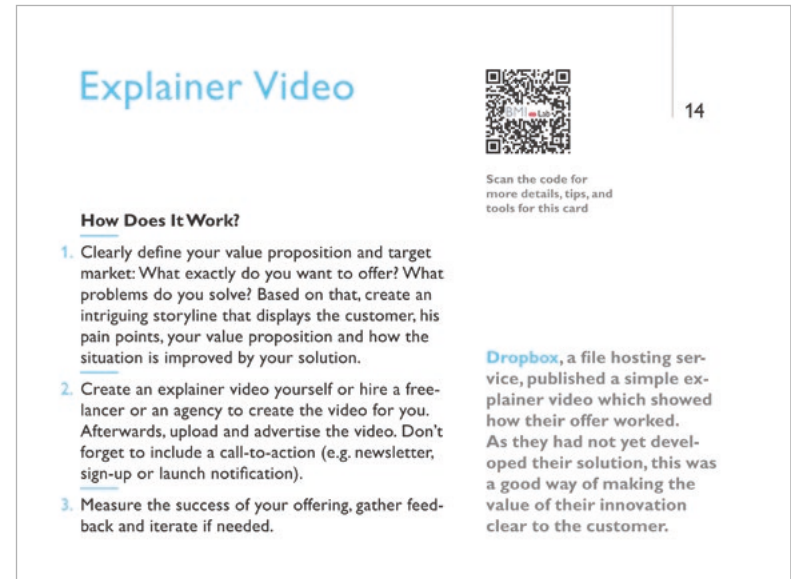 Explainer Video
BMI Lab
14
Scan the code for
more details, tips, and
tools for this card
How Does It Work?
1. Clearly define your value proposition and target
market: What exactly do you want to offer? What
problems do you solve? Based on that, create an
intriguing storyline that displays the customer, his
pain points, your value proposition and how the
situation is improved by your solution.
2. Create an explainer video yourself or hire a free-
lancer or an agency to create the video for you.
Afterwards, upload and advertise the video. Don't
forget to include a call-to-action (e.g. newsletter,
sign-up or launch notification).
3. Measure the success of your offering, gather feed-
back and iterate if needed.
Dropbox, a file hosting ser-
vice, published a simple ex-
plainer video which showed
how their offer worked.
As they had not yet devel-
oped their solution, this was
a good way of making the
value of their innovation
clear to the customer.